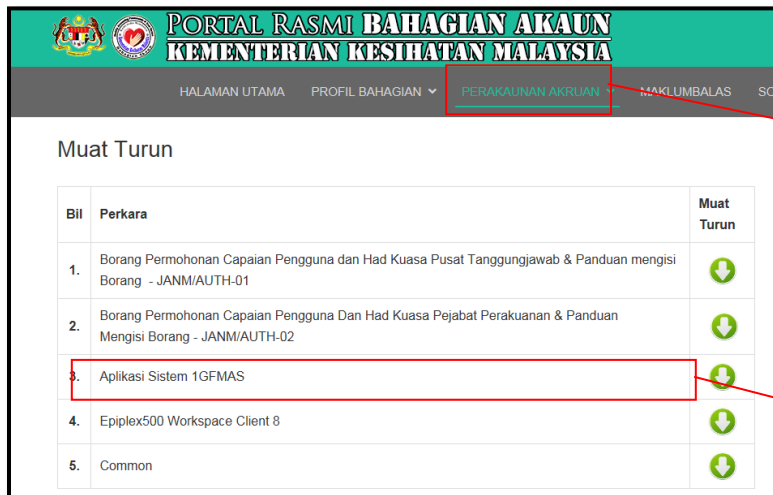 PORTAL RASMI BAHAGIAN AKAUN
KEMENTERIAN KESIHATAN MALAYSIA
HALAMAN UTAMA PROFIL BAHAGIAN PERAKAUNAN AKRUAN MAKLUMBALAS
Muat Turun
Bil Perkara Muat
Turun
1. Borang Permohonan Capaian Pengguna dan Had Kuasa Pusat Tanggungjawab & Panduan mengisi
Borang - JANM/AUTH-01
2. Borang Permohonan Capaian Pengguna Dan Had Kuasa Pejabat Perakuanan & Panduan
Mengisi Borang - JANM/AUTH-02
3. Aplikasi Sistem 1GFMAS
4. Epiplex500 Workspace Client 8
5. Common